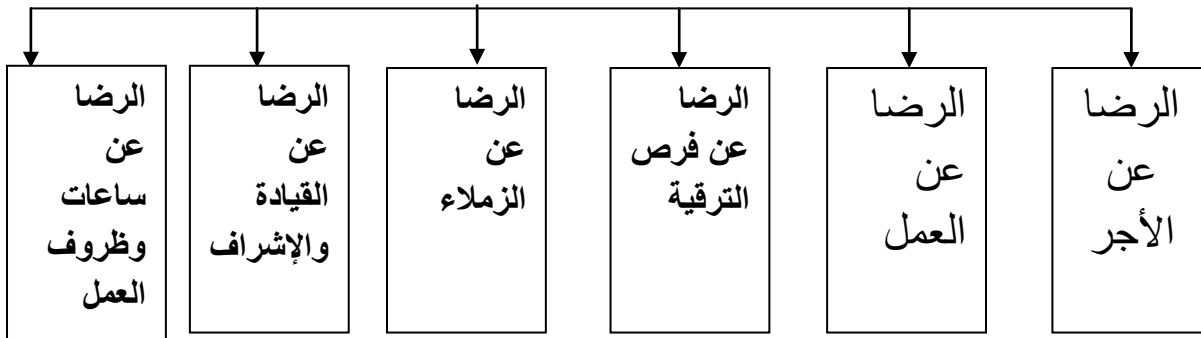 الرضا
عن
الأجر
الرضا
عن
العمل
الرضا
عن فرص
الترقية
الرضا
عن
الزملاء
الرضا
عن
القيادة
والإشراف
الرضا
عن
ساعات
وظروف
العمل